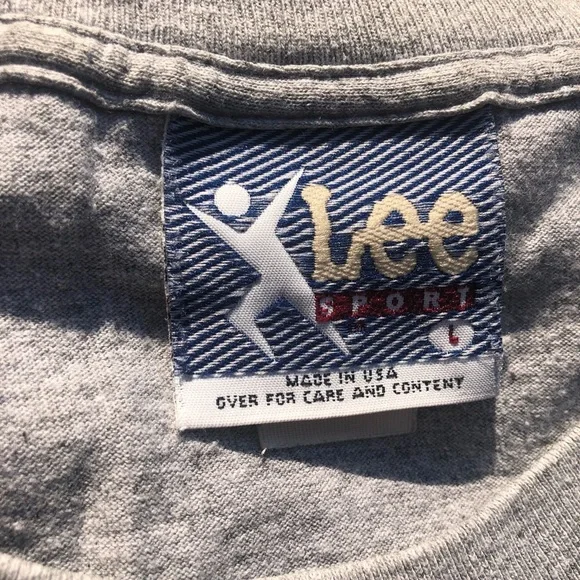 Lee
SPORT
L
MADE IN USA
OVER FOR CARE AND CONTENT